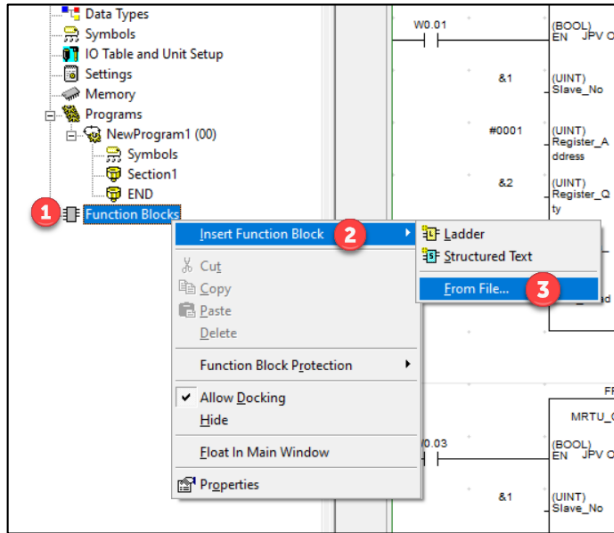 Data Types
Symbols
IO Table and Unit Setup
Settings
Memory
Programs
NewProgram1 (00)
Symbols
Section1
END
1
Function Blocks
Insert Function Block
2
Cut
Copy
Paste
Delete
Function Block Protection
Allow Docking
Hide
Float In Main Window
Properties
Ladder
Structured Text
From File...
3
W0.01
(BOOL)
EN JPV O
&1
(UINT)
Slave_No
#0001
(UINT)
Register_A
ddress
&2
(UINT)
Register_Q
ty
MRTU_
(BOOL)
EN JPV O
&1
(UINT)
Slave_No